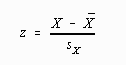 z = (X - X̄) / s_X